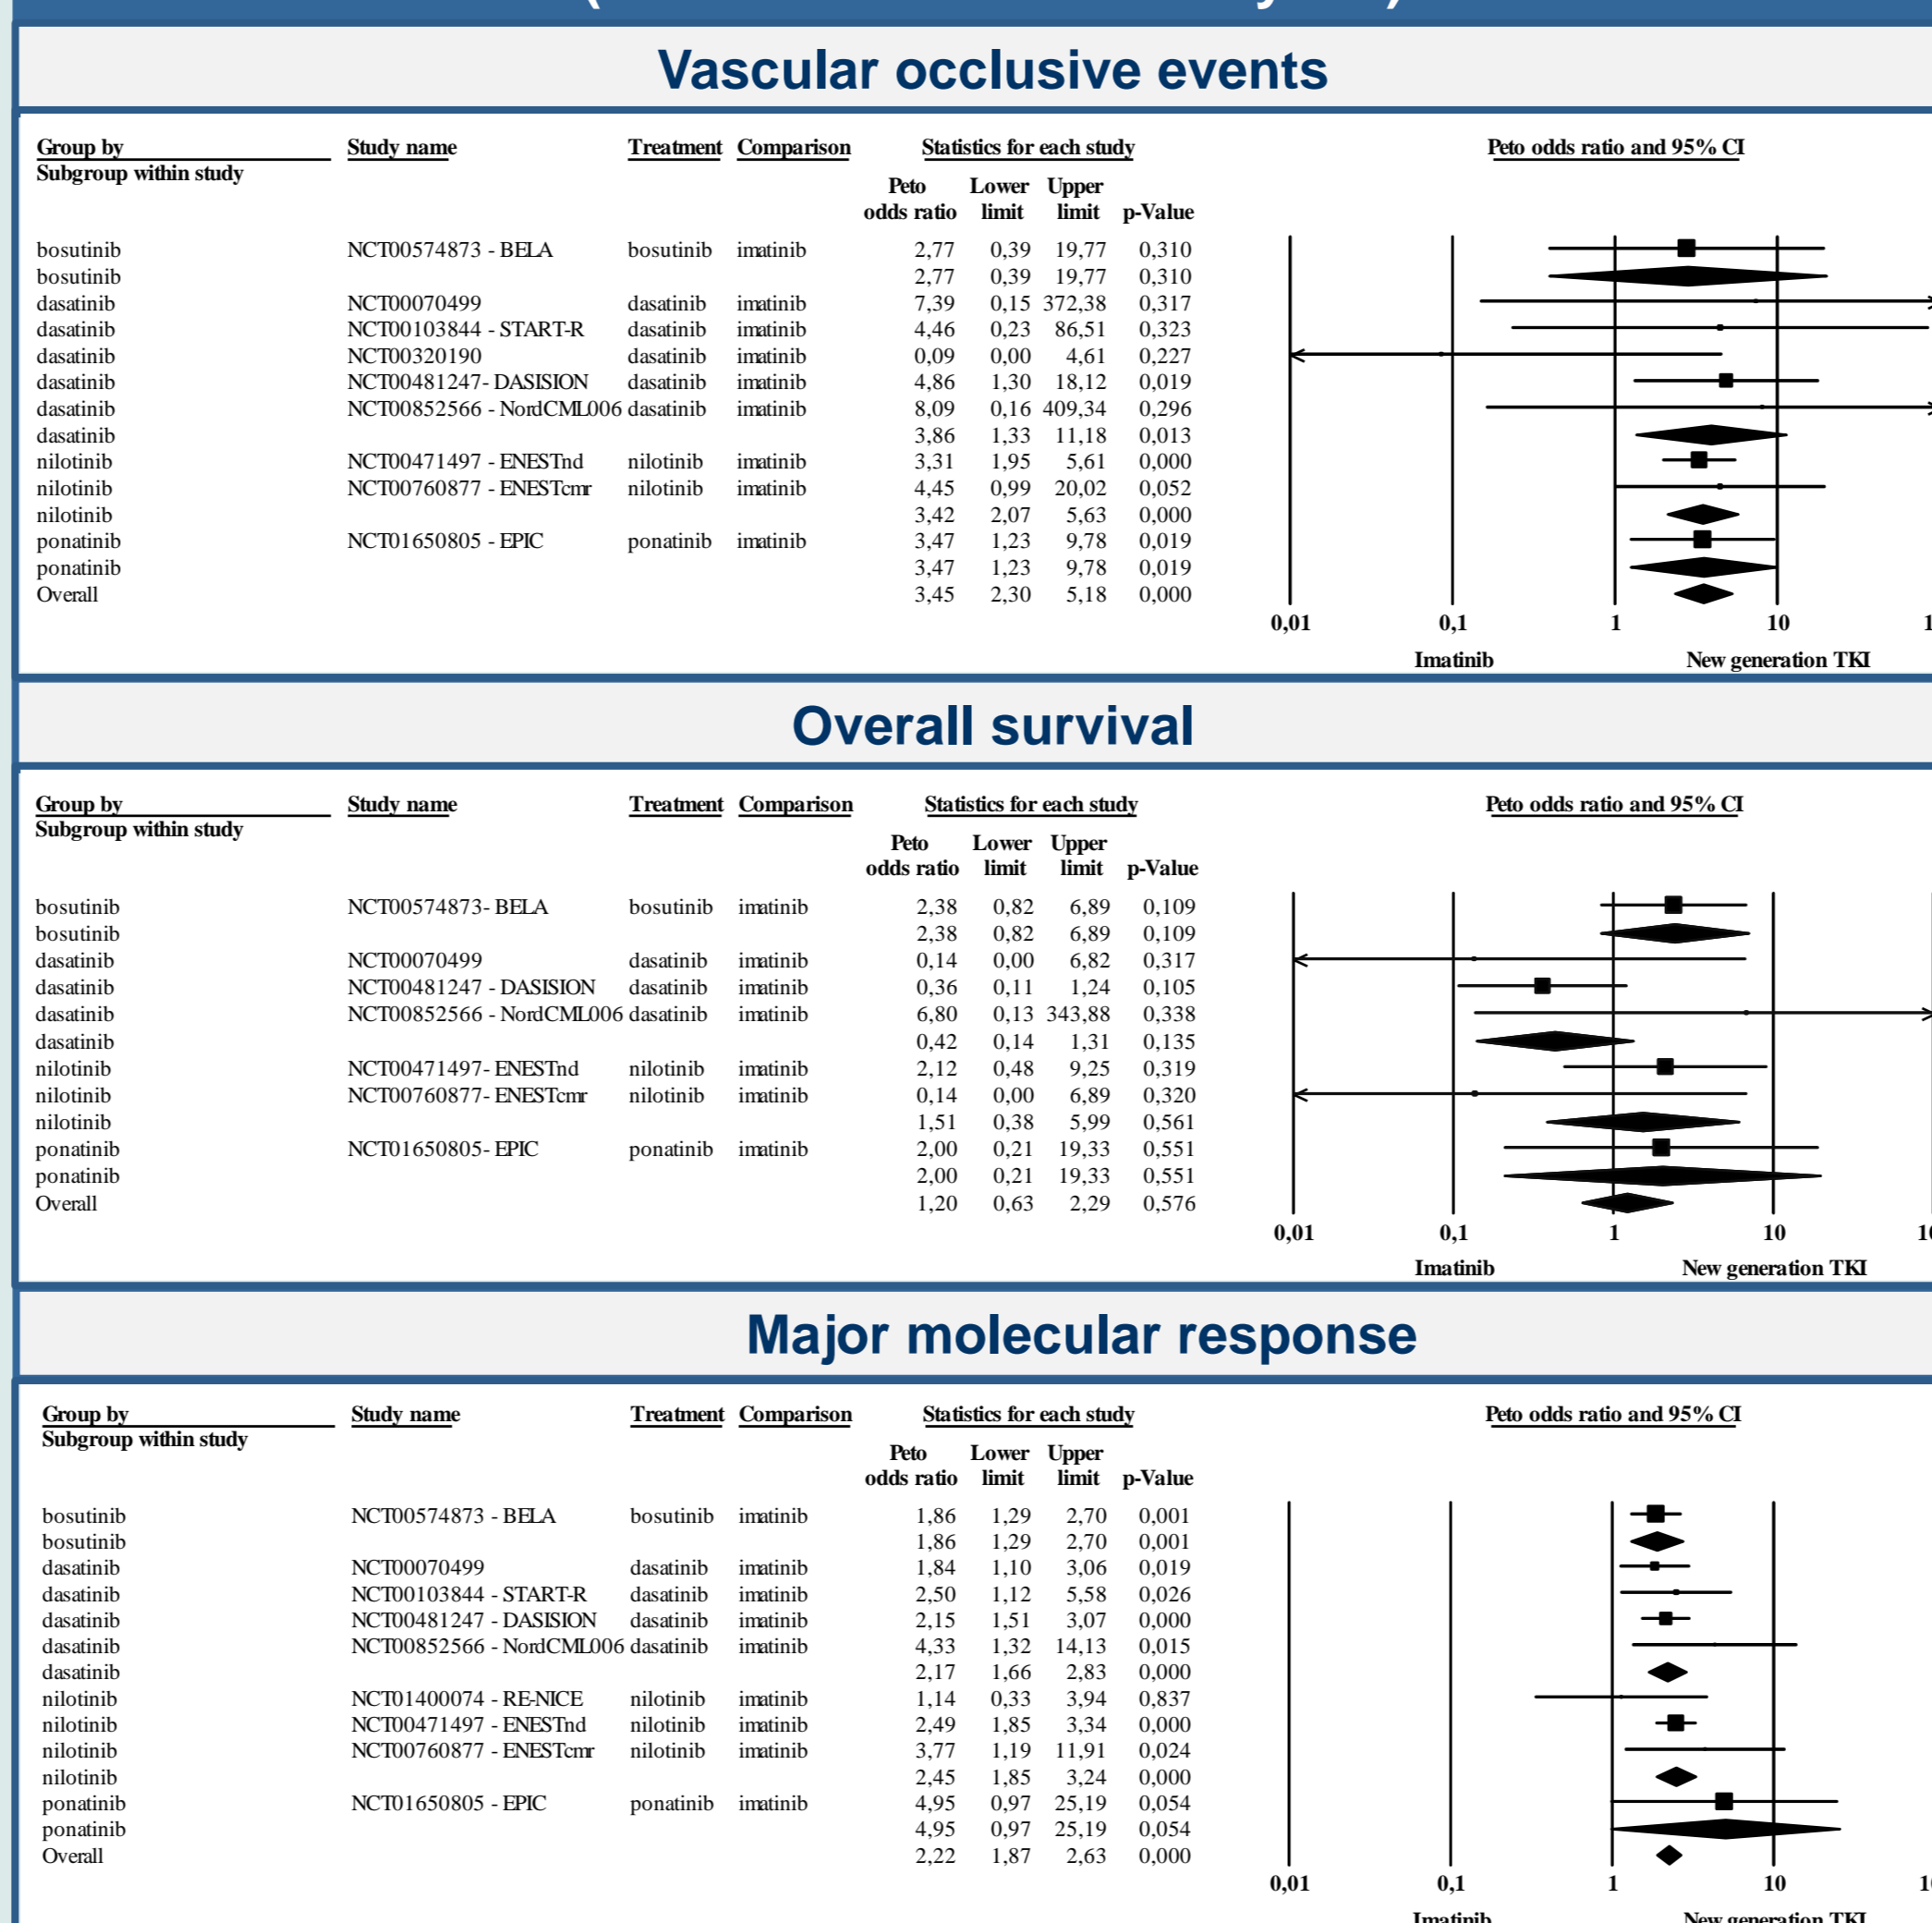 Vascular occlusive events
Group by Study name Treatment Comparison Statistics for each study Peto odds ratio and 95% CI
Subgroup within study
Peto Lower Upper
odds ratio limit limit p-Value
bosutinib NCT00574873 - BELA bosutinib imatinib 2,77 0,39 19,77 0,310
bosutinib 2,77 0,39 19,77 0,310
dasatinib NCT00070499 dasatinib imatinib 7,39 0,15 372,38 0,317
dasatinib NCT00103844 - START-R dasatinib imatinib 4,46 0,23 86,51 0,323
dasatinib NCT00320190 dasatinib imatinib 0,09 0,00 4,61 0,227
dasatinib NCT00481247- DASISION dasatinib imatinib 4,86 1,30 18,12 0,019
dasatinib NCT00852566 - NordCML006 dasatinib imatinib 8,09 0,16 409,34 0,296
dasatinib 3,86 1,33 11,18 0,013
nilotinib NCT00471497 - ENESTnd nilotinib imatinib 3,31 1,95 5,61 0,000
nilotinib NCT00760877 - ENESTcmr nilotinib imatinib 4,45 0,99 20,02 0,052
nilotinib 3,42 2,07 5,63 0,000
ponatinib NCT01650805 - EPIC ponatinib imatinib 3,47 1,23 9,78 0,019
ponatinib 3,47 1,23 9,78 0,019
Overall 3,45 2,30 5,18 0,000
0,01 0,1 1 10
Imatinib New generation TKI
Overall survival
Group by Study name Treatment Comparison Statistics for each study Peto odds ratio and 95% CI
Subgroup within study
Peto Lower Upper
odds ratio limit limit p-Value
bosutinib NCT00574873- BELA bosutinib imatinib 2,38 0,82 6,89 0,109
bosutinib 2,38 0,82 6,89 0,109
dasatinib NCT00070499 dasatinib imatinib 0,14 0,00 6,82 0,317
dasatinib NCT00481247 - DASISION dasatinib imatinib 0,36 0,11 1,24 0,105
dasatinib NCT00852566 - NordCML006 dasatinib imatinib 6,80 0,13 343,88 0,338
dasatinib 0,42 0,14 1,31 0,135
nilotinib NCT00471497- ENESTnd nilotinib imatinib 2,12 0,48 9,25 0,319
nilotinib NCT00760877- ENESTcmr nilotinib imatinib 0,14 0,00 6,89 0,320
nilotinib 1,51 0,38 5,99 0,561
ponatinib NCT01650805- EPIC ponatinib imatinib 2,00 0,21 19,33 0,551
ponatinib 2,00 0,21 19,33 0,551
Overall 1,20 0,63 2,29 0,576
0,01 0,1 1 10
Imatinib New generation TKI
Major molecular response
Group by Study name Treatment Comparison Statistics for each study Peto odds ratio and 95% CI
Subgroup within study
Peto Lower Upper
odds ratio limit limit p-Value
bosutinib NCT00574873 - BELA bosutinib imatinib 1,86 1,29 2,70 0,001
bosutinib 1,86 1,29 2,70 0,001
dasatinib NCT00070499 dasatinib imatinib 1,84 1,10 3,06 0,019
dasatinib NCT00103844 - START-R dasatinib imatinib 2,50 1,12 5,58 0,026
dasatinib NCT00481247 - DASISION dasatinib imatinib 2,15 1,51 3,07 0,000
dasatinib NCT00852566 - NordCML006 dasatinib imatinib 4,33 1,32 14,13 0,015
dasatinib 2,17 1,66 2,83 0,000
nilotinib NCT01400074 - RE-NICE nilotinib imatinib 1,14 0,33 3,94 0,837
nilotinib NCT00471497 - ENESTnd nilotinib imatinib 2,49 1,85 3,34 0,000
nilotinib NCT00760877 - ENESTcmr nilotinib imatinib 3,77 1,19 11,91 0,024
nilotinib 2,45 1,85 3,24 0,000
ponatinib NCT01650805 - EPIC ponatinib imatinib 4,95 0,97 25,19 0,054
ponatinib 4,95 0,97 25,19 0,054
Overall 2,22 1,87 2,63 0,000
0,01 0,1 1 10
Imatinib New generation TKI